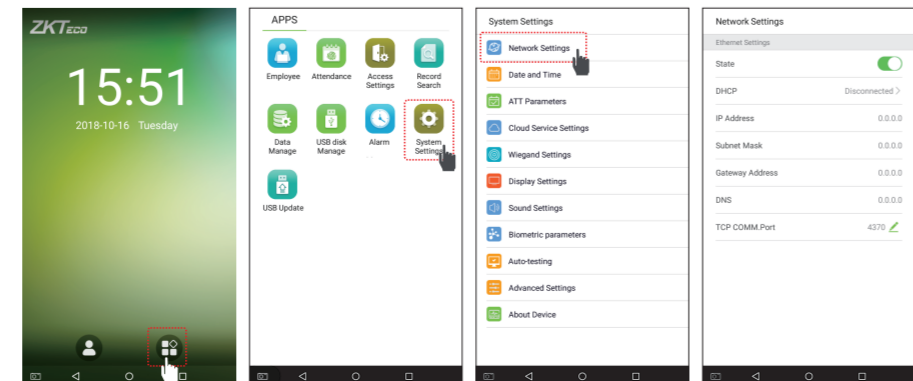 ZKTECO
15:51
2018-10-16 Tuesday
APPS
Employee
Attendance
Access
Settings
Record
Search
Data
Manage
USB disk
Manage
Alarm
System
Settings
USB Update
System Settings
Network Settings
Date and Time
ATT Parameters
Cloud Service Settings
Wiegand Settings
Display Settings
Sound Settings
Biometric parameters
Auto-testing
Advanced Settings
About Device
Network Settings
Ethernet Settings
State
DHCP Disconnected >
IP Address 0.0.0.0
Subnet Mask 0.0.0.0
Gateway Address 0.0.0.0
DNS 0.0.0.0
TCP COMM.Port 4370